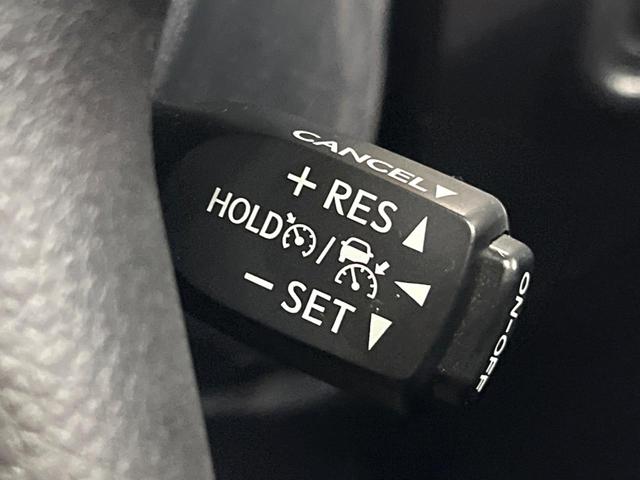 CANCEL▼
+ RES ▲
HOLD / ◀
− SET ▼
ON-OFF